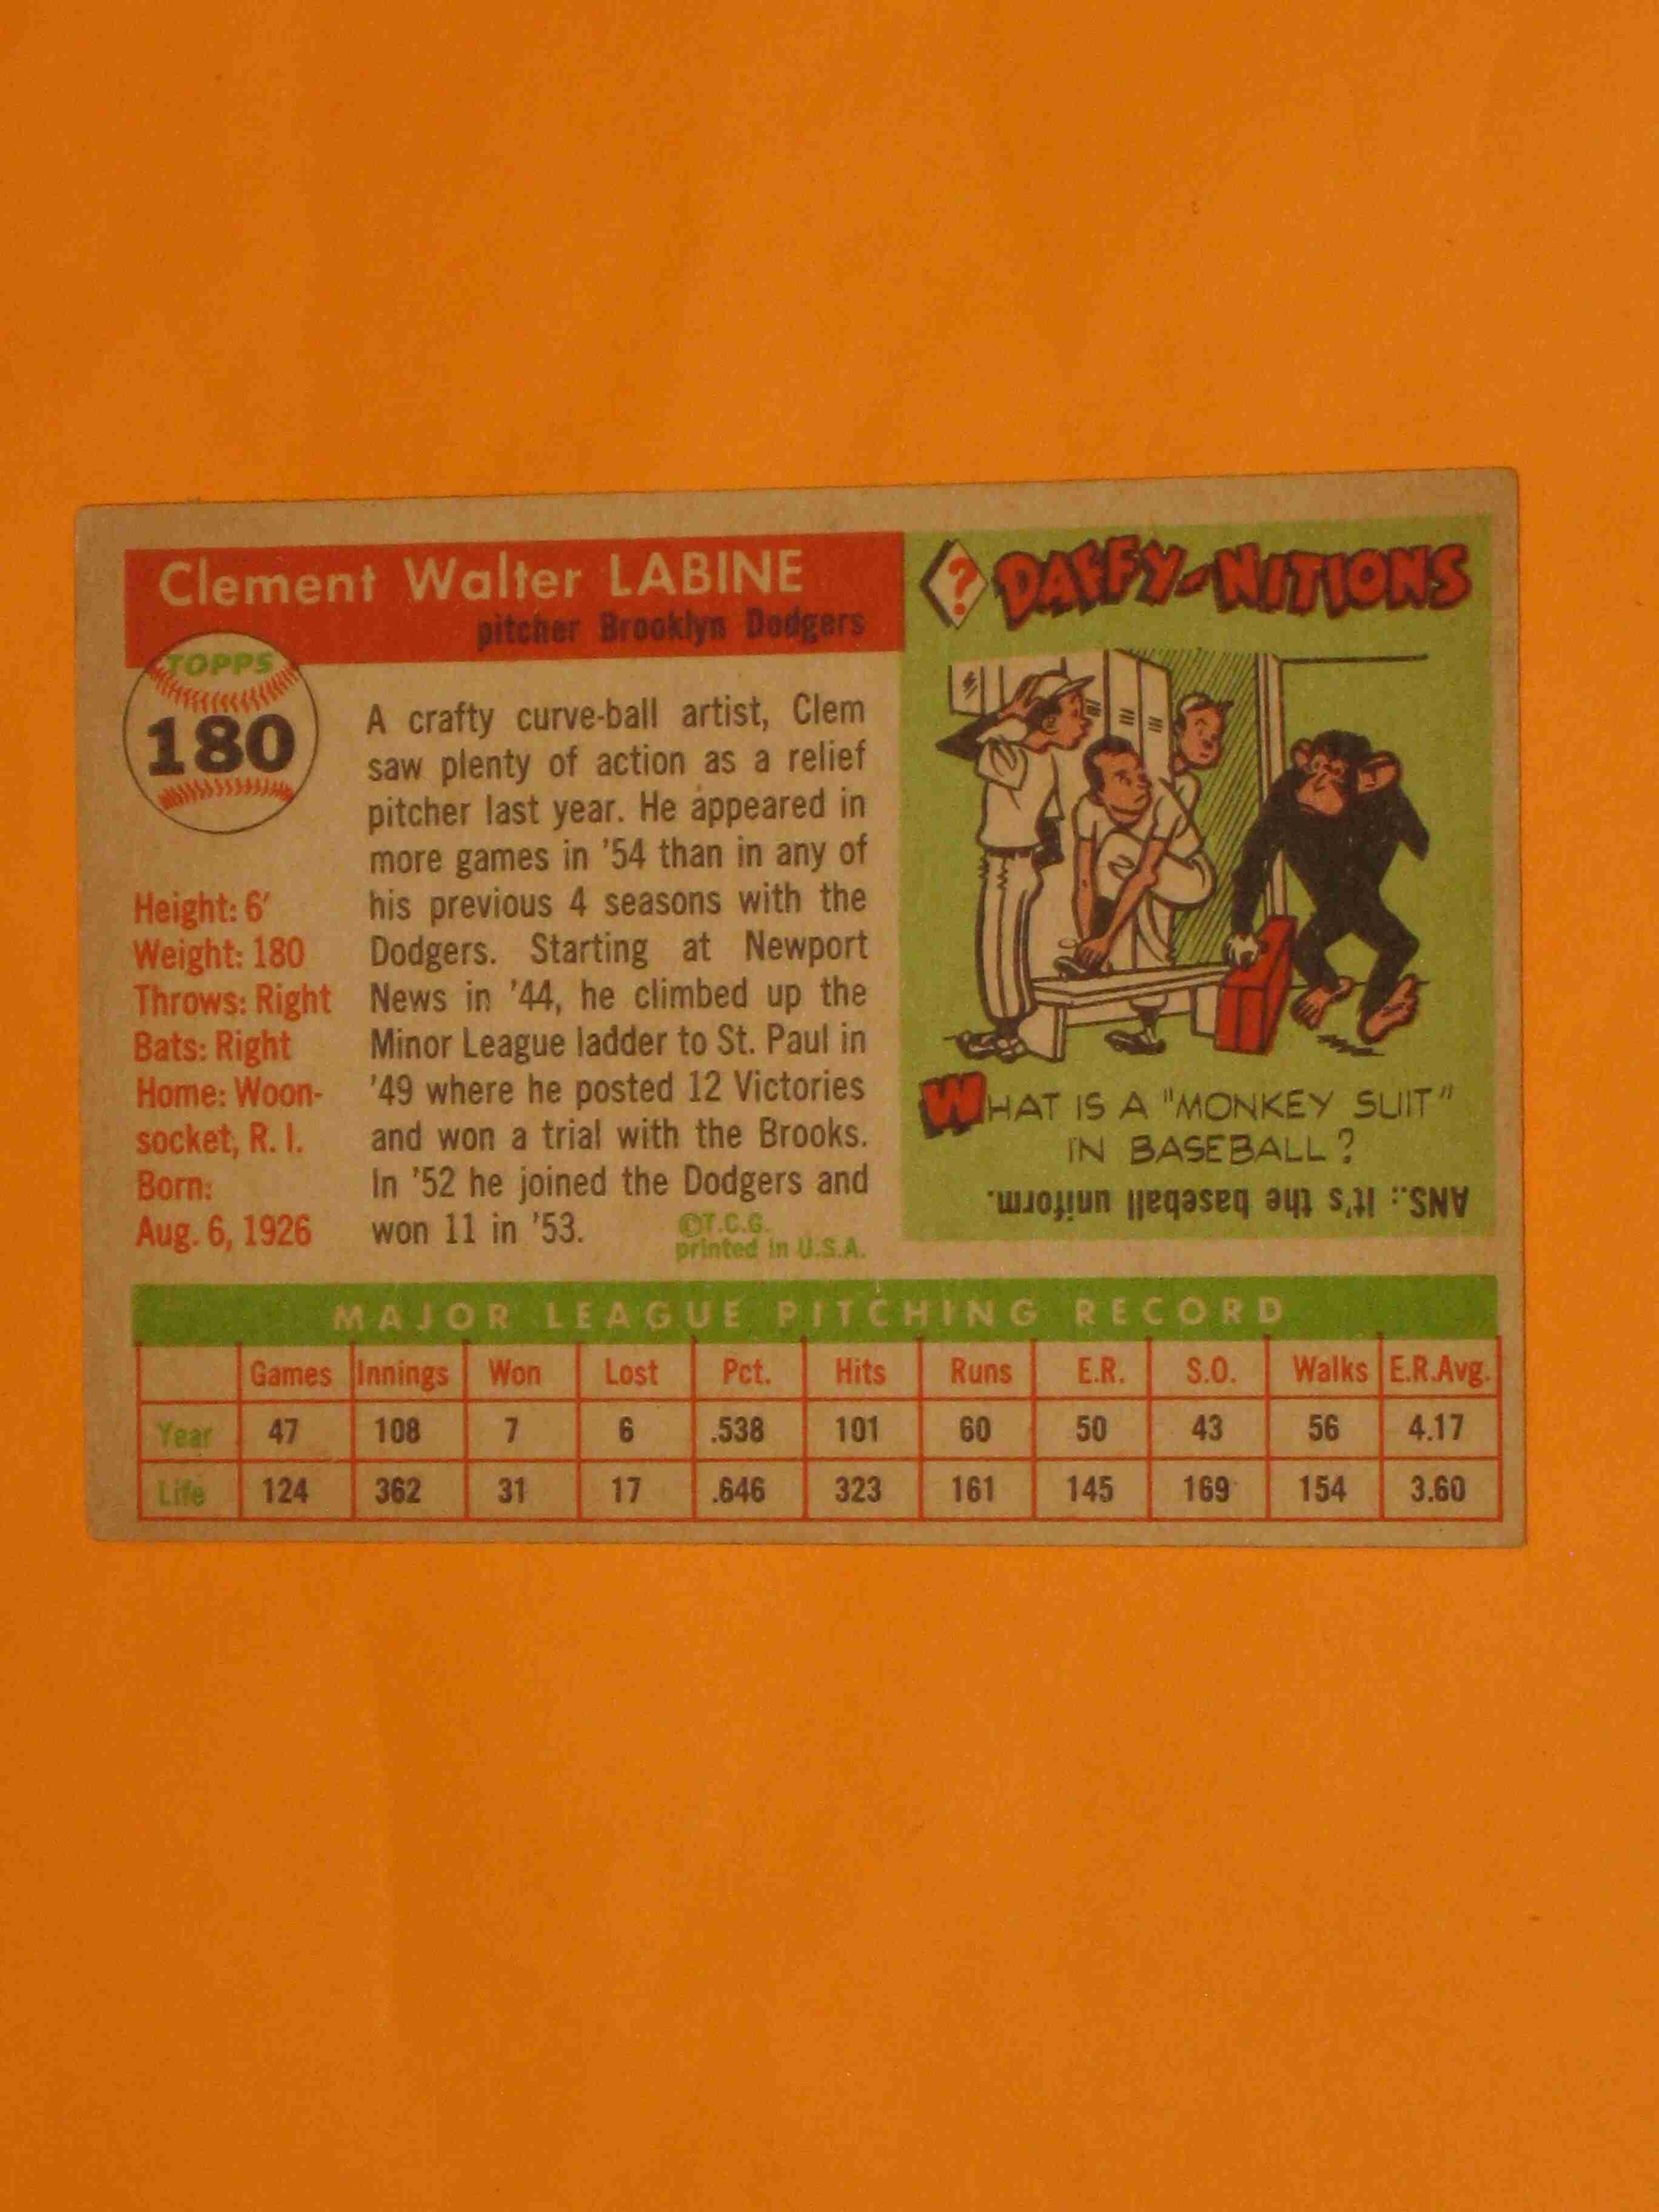 Clement Walter LABINE
pitcher Brooklyn Dodgers
TOPPS
180
Height: 6'
Weight: 180
Throws: Right
Bats: Right
Home: Woon-
socket, R. I.
Born:
Aug. 6, 1926
A crafty curve-ball artist, Clem
saw plenty of action as a relief
pitcher last year. He appeared in
more games in '54 than in any of
his previous 4 seasons with the
Dodgers. Starting at Newport
News in '44, he climbed up the
Minor League ladder to St. Paul in
'49 where he posted 12 Victories
and won a trial with the Brooks.
In '52 he joined the Dodgers and
won 11 in '53.
©T.C.G.
printed in U.S.A.
? DAFFY-NITIONS
WHAT IS A "MONKEY SUIT"
IN BASEBALL?
ANS.: It's the baseball uniform.
MAJOR LEAGUE PITCHING RECORD
Games Innings Won Lost Pct. Hits Runs E.R. S.O. Walks E.R.Avg.
Year 47 108 7 6 .538 101 60 50 43 56 4.17
Life 124 362 31 17 .646 323 161 145 169 154 3.60